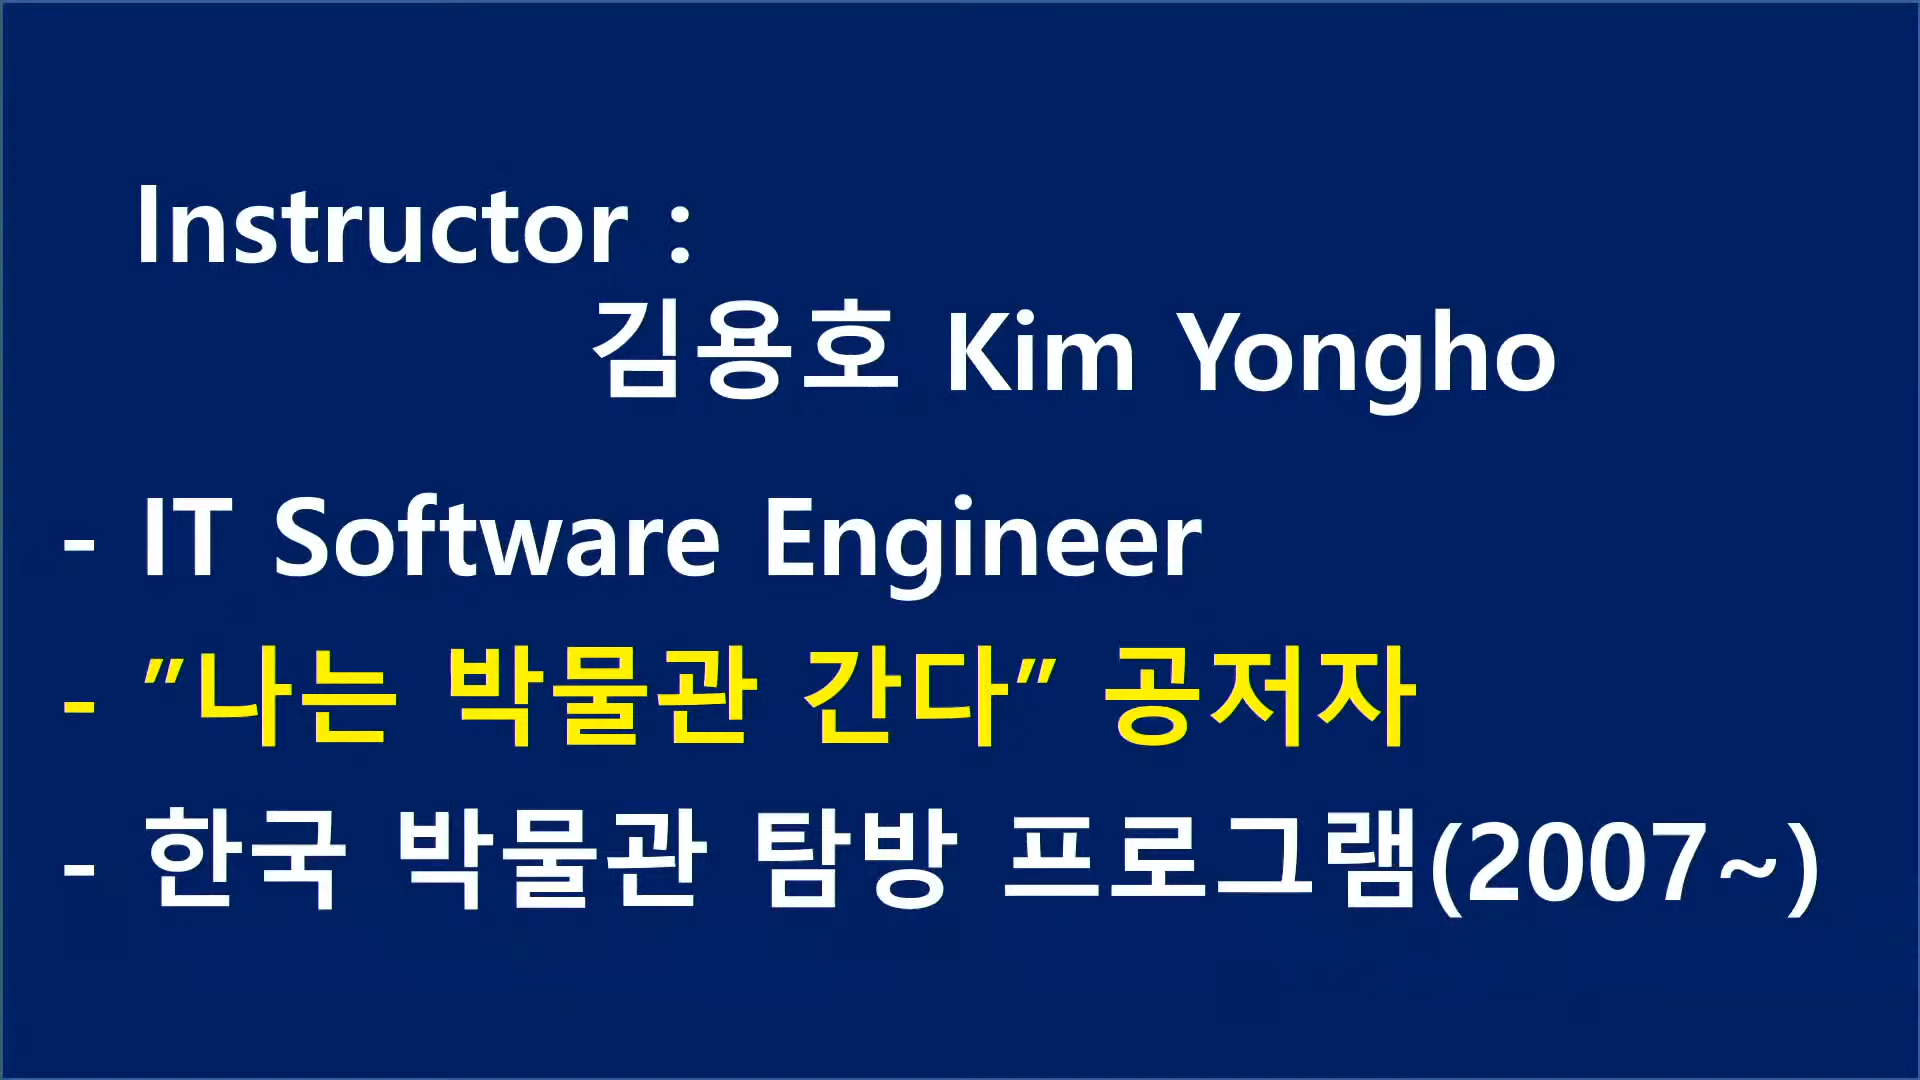 Instructor :
김용호 Kim Yongho
- IT Software Engineer
- "나는 박물관 간다" 공저자
- 한국 박물관 탐방 프로그램(2007~)